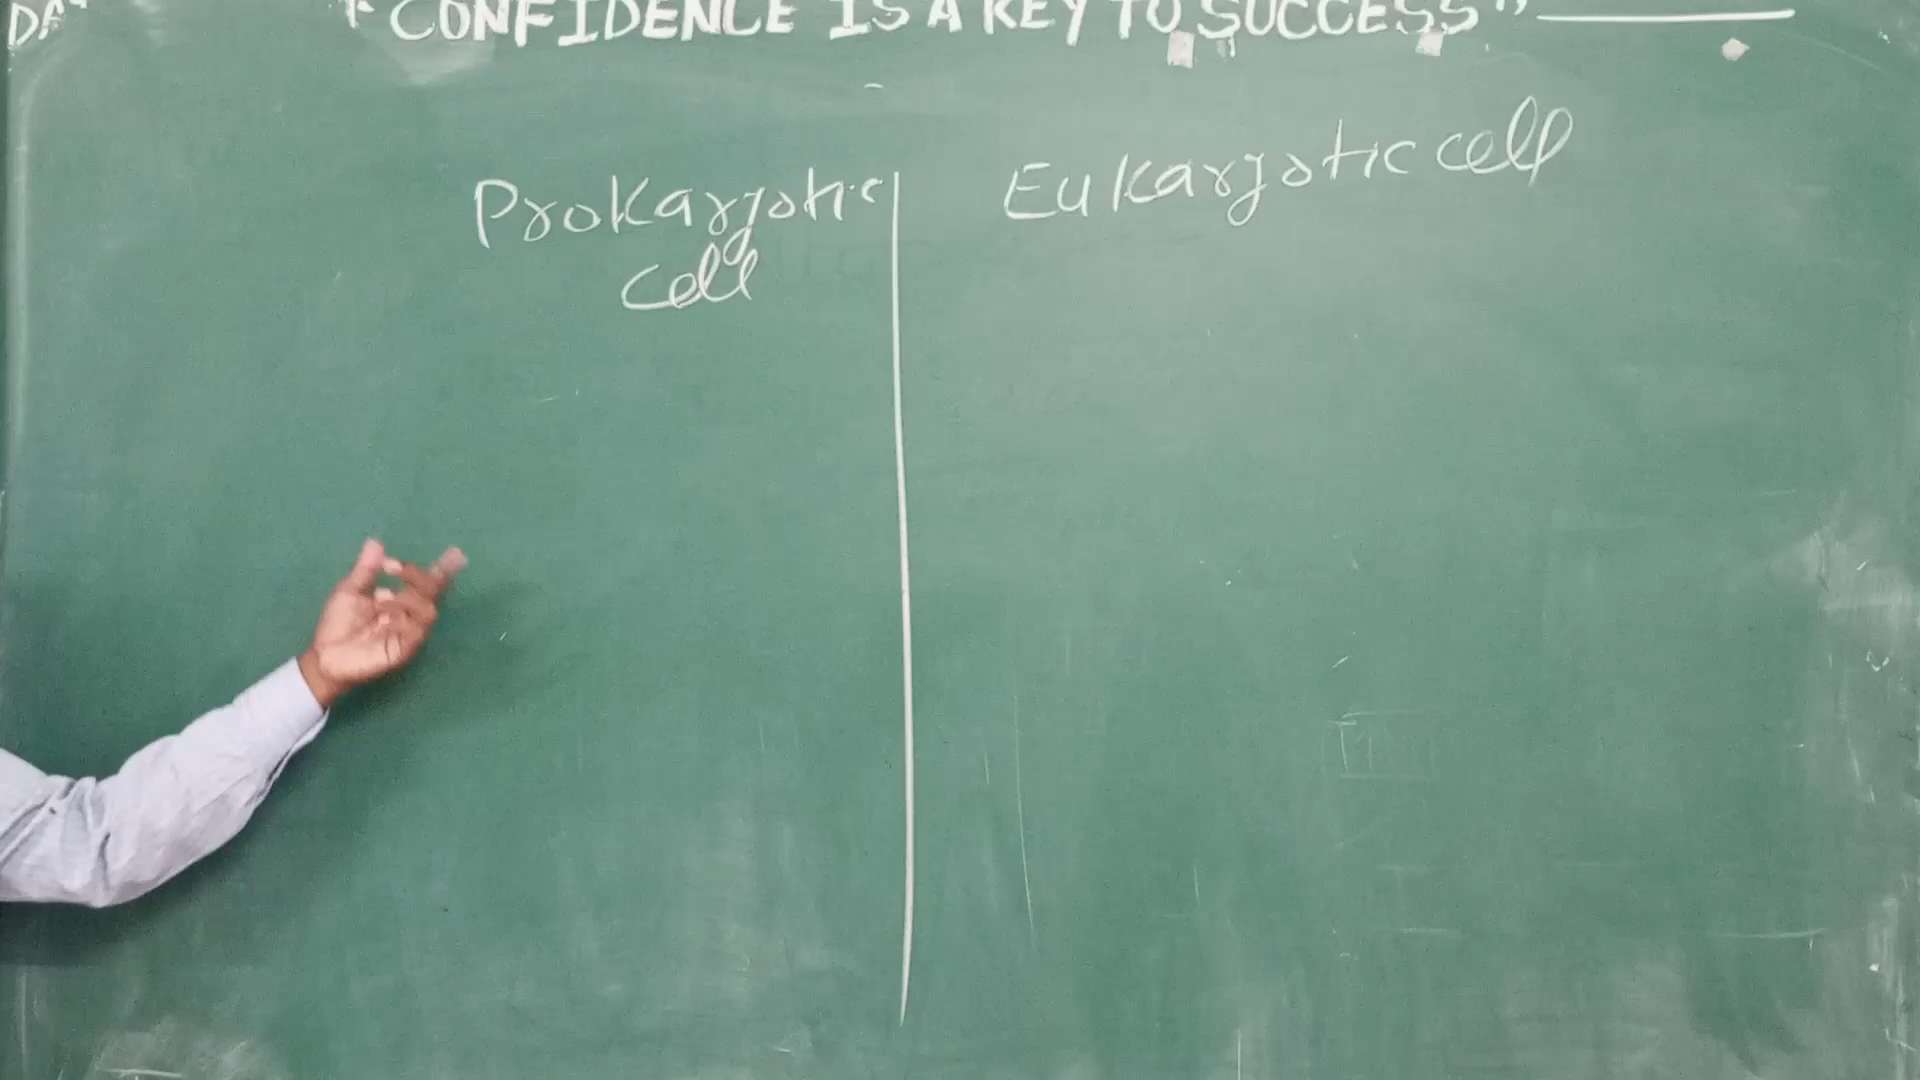 "CONFIDENCE IS A KEY TO SUCCESS"
Prokaryotic
cell
Eukaryotic cell